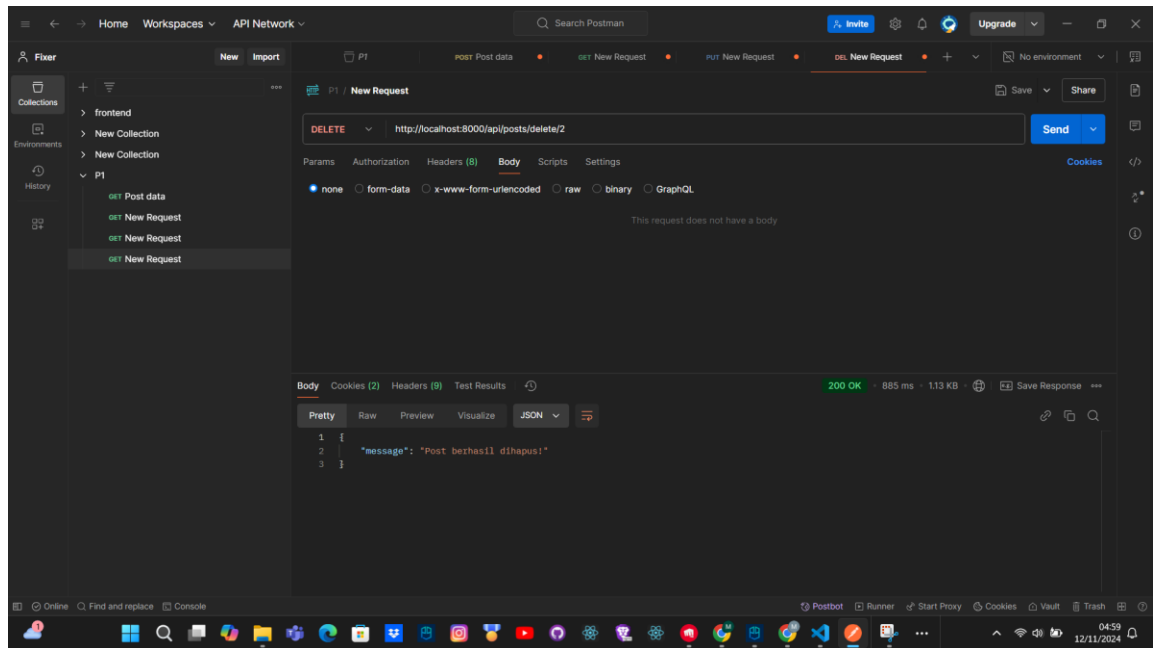 Home Workspaces API Network Search Postman Invite Upgrade
Fixer New Import P1 POST Post data GET New Request PUT New Request DEL New Request No environment
Collections
Environments
History
frontend
New Collection
New Collection
P1
GET Post data
GET New Request
GET New Request
GET New Request
HTTP P1 / New Request Save Share
DELETE http://localhost:8000/api/posts/delete/2 Send
Params Authorization Headers (8) Body Scripts Settings Cookies
none form-data x-www-form-urlencoded raw binary GraphQL
This request does not have a body
Body Cookies (2) Headers (9) Test Results 200 OK 885 ms 1.13 KB Save Response
Pretty Raw Preview Visualize JSON
1 {
2 "message": "Post berhasil dihapus!"
3 }
Online Find and replace Console Postbot Runner Start Proxy Cookies Vault Trash
04:59
12/11/2024